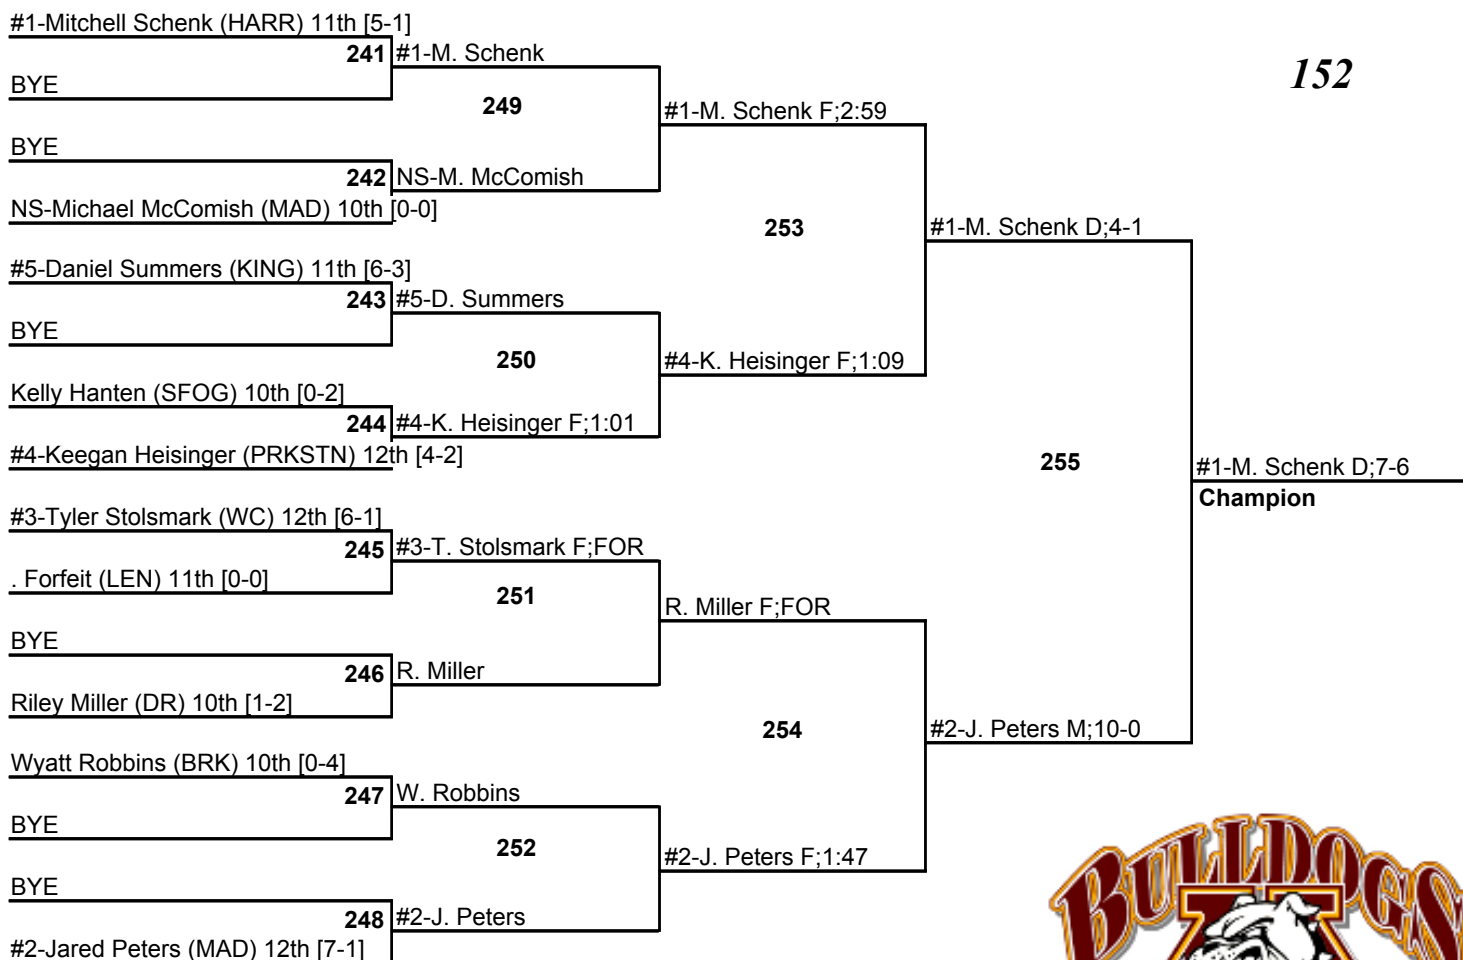 #1-Mitchell Schenk (HARR) 11th [5-1]
241 #1-M. Schenk
152
BYE
249
#1-M. Schenk F;2:59
BYE
242 NS-M. McComish
NS-Michael McComish (MAD) 10th [0-0]
253
#1-M. Schenk D;4-1
#5-Daniel Summers (KING) 11th [6-3]
243 #5-D. Summers
BYE
250
#4-K. Heisinger F;1:09
Kelly Hanten (SFOG) 10th [0-2]
244 #4-K. Heisinger F;1:01
#4-Keegan Heisinger (PRKSTN) 12th [4-2]
255
#1-M. Schenk D;7-6
Champion
#3-Tyler Stolsmark (WC) 12th [6-1]
245 #3-T. Stolsmark F;FOR
. Forfeit (LEN) 11th [0-0]
251
R. Miller F;FOR
BYE
246 R. Miller
Riley Miller (DR) 10th [1-2]
254
#2-J. Peters M;10-0
Wyatt Robbins (BRK) 10th [0-4]
247 W. Robbins
BYE
252
#2-J. Peters F;1:47
BYE
248 #2-J. Peters
#2-Jared Peters (MAD) 12th [7-1]
BULLDOGS